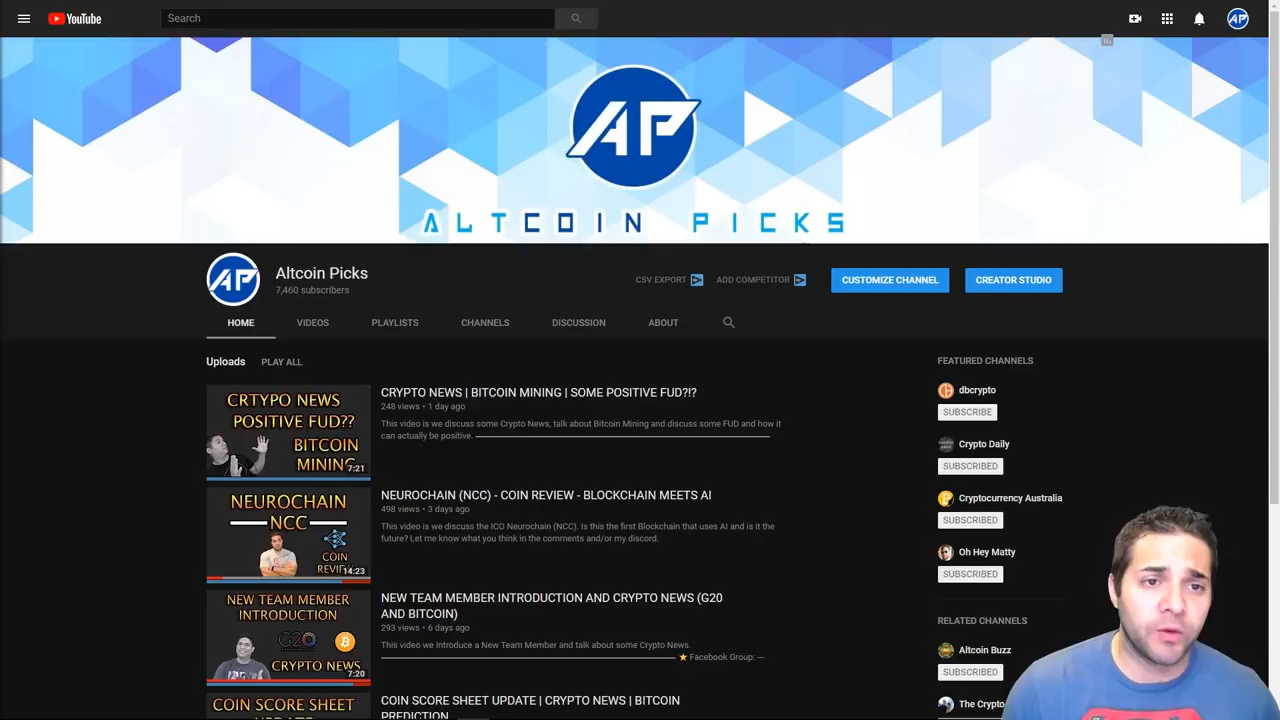 YouTube
Search
AP
AP
ALTCOIN PICKS
AP
Altcoin Picks
7,460 subscribers
CSV EXPORT
ADD COMPETITOR
CUSTOMIZE CHANNEL
CREATOR STUDIO
HOME
VIDEOS
PLAYLISTS
CHANNELS
DISCUSSION
ABOUT
Uploads
PLAY ALL
CRTYPO NEWS
POSITIVE FUD??
BITCOIN
MINING
7:21
CRYPTO NEWS | BITCOIN MINING | SOME POSITIVE FUD?!?
248 views • 1 day ago
This video is we discuss some Crypto News, talk about Bitcoin Mining and discuss some FUD and how it
can actually be positive.
NEUROCHAIN
NCC
COIN
14:23
NEUROCHAIN (NCC) - COIN REVIEW - BLOCKCHAIN MEETS AI
498 views • 3 days ago
This video is we discuss the ICO Neurochain (NCC). Is this the first Blockchain that uses AI and is it the
future? Let me know what you think in the comments and/or my discord.
NEW TEAM MEMBER
INTRODUCTION
G20
CRYPTO NEWS
7:20
NEW TEAM MEMBER INTRODUCTION AND CRYPTO NEWS (G20
AND BITCOIN)
293 views • 6 days ago
This video we Introduce a New Team Member and talk about some Crypto News.
Facebook Group: ---
COIN SCORE SHEET
COIN SCORE SHEET UPDATE | CRYPTO NEWS | BITCOIN
PREDICTION
FEATURED CHANNELS
dbcrypto
SUBSCRIBE
Crypto Daily
SUBSCRIBED
Cryptocurrency Australia
SUBSCRIBED
Oh Hey Matty
SUBSCRIBED
RELATED CHANNELS
Altcoin Buzz
SUBSCRIBED
The Crypto